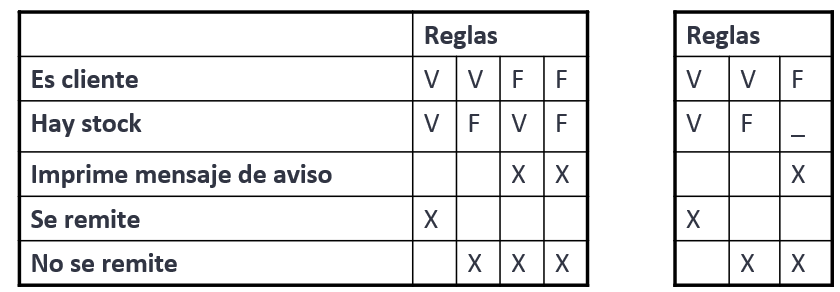 Reglas Reglas
Es cliente V V F F V V F
Hay stock V F V F V F _
Imprime mensaje de aviso X X X
Se remite X X
No se remite X X X X X